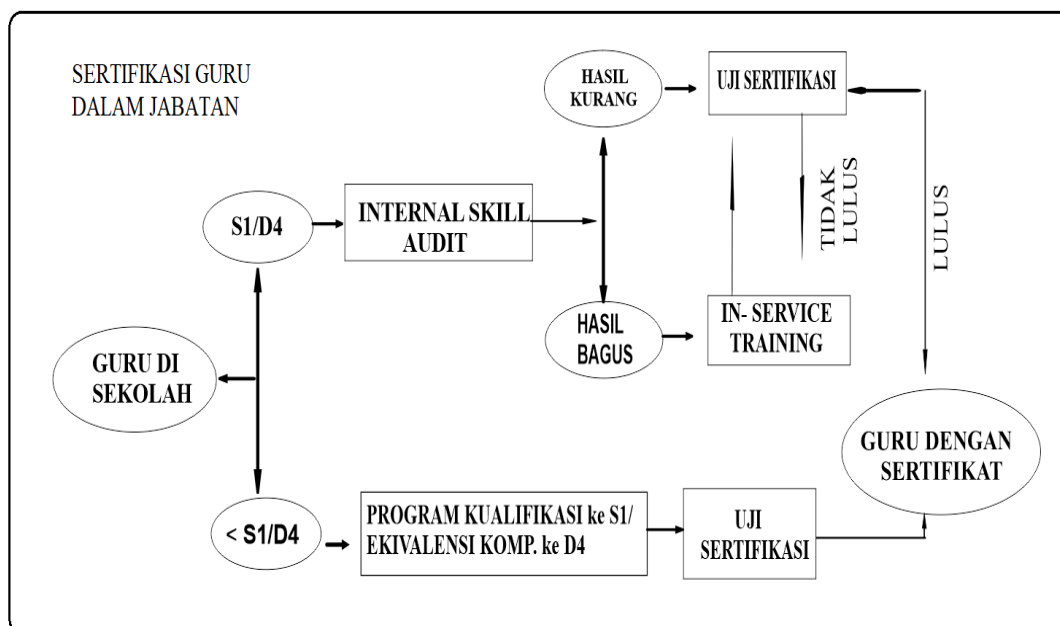 SERTIFIKASI GURU
DALAM JABATAN
HASIL
KURANG
UJI SERTIFIKASI
S1/D4
INTERNAL SKILL
AUDIT
TIDAK
LULUS
LULUS
HASIL
BAGUS
IN- SERVICE
TRAINING
GURU DI
SEKOLAH
GURU DENGAN
SERTIFIKAT
< S1/D4
PROGRAM KUALIFIKASI ke S1/
EKIVALENSI KOMP. ke D4
UJI
SERTIFIKASI